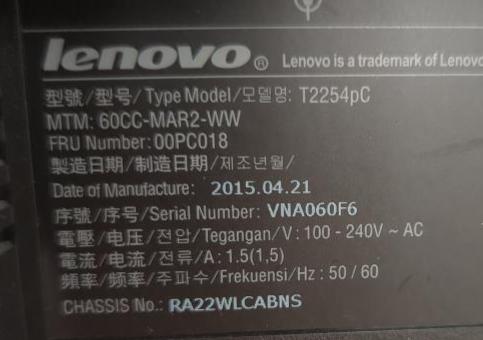 lenovo® Lenovo is a trademark of Lenovo
型號/型号/Type Model/모델명: T2254pC
MTM: 60CC-MAR2-WW
FRU Number: 00PC018
製造日期/制造日期/제조년월/
Date of Manufacture: 2015.04.21
序號/序号/Serial Number: VNA060F6
電壓/电压/전압/Tegangan/V: 100 - 240V ~ AC
電流/电流/전류/A: 1.5(1,5)
頻率/频率/주파수/Frekuensi/Hz: 50 / 60
CHASSIS No.: RA22WLCABNS